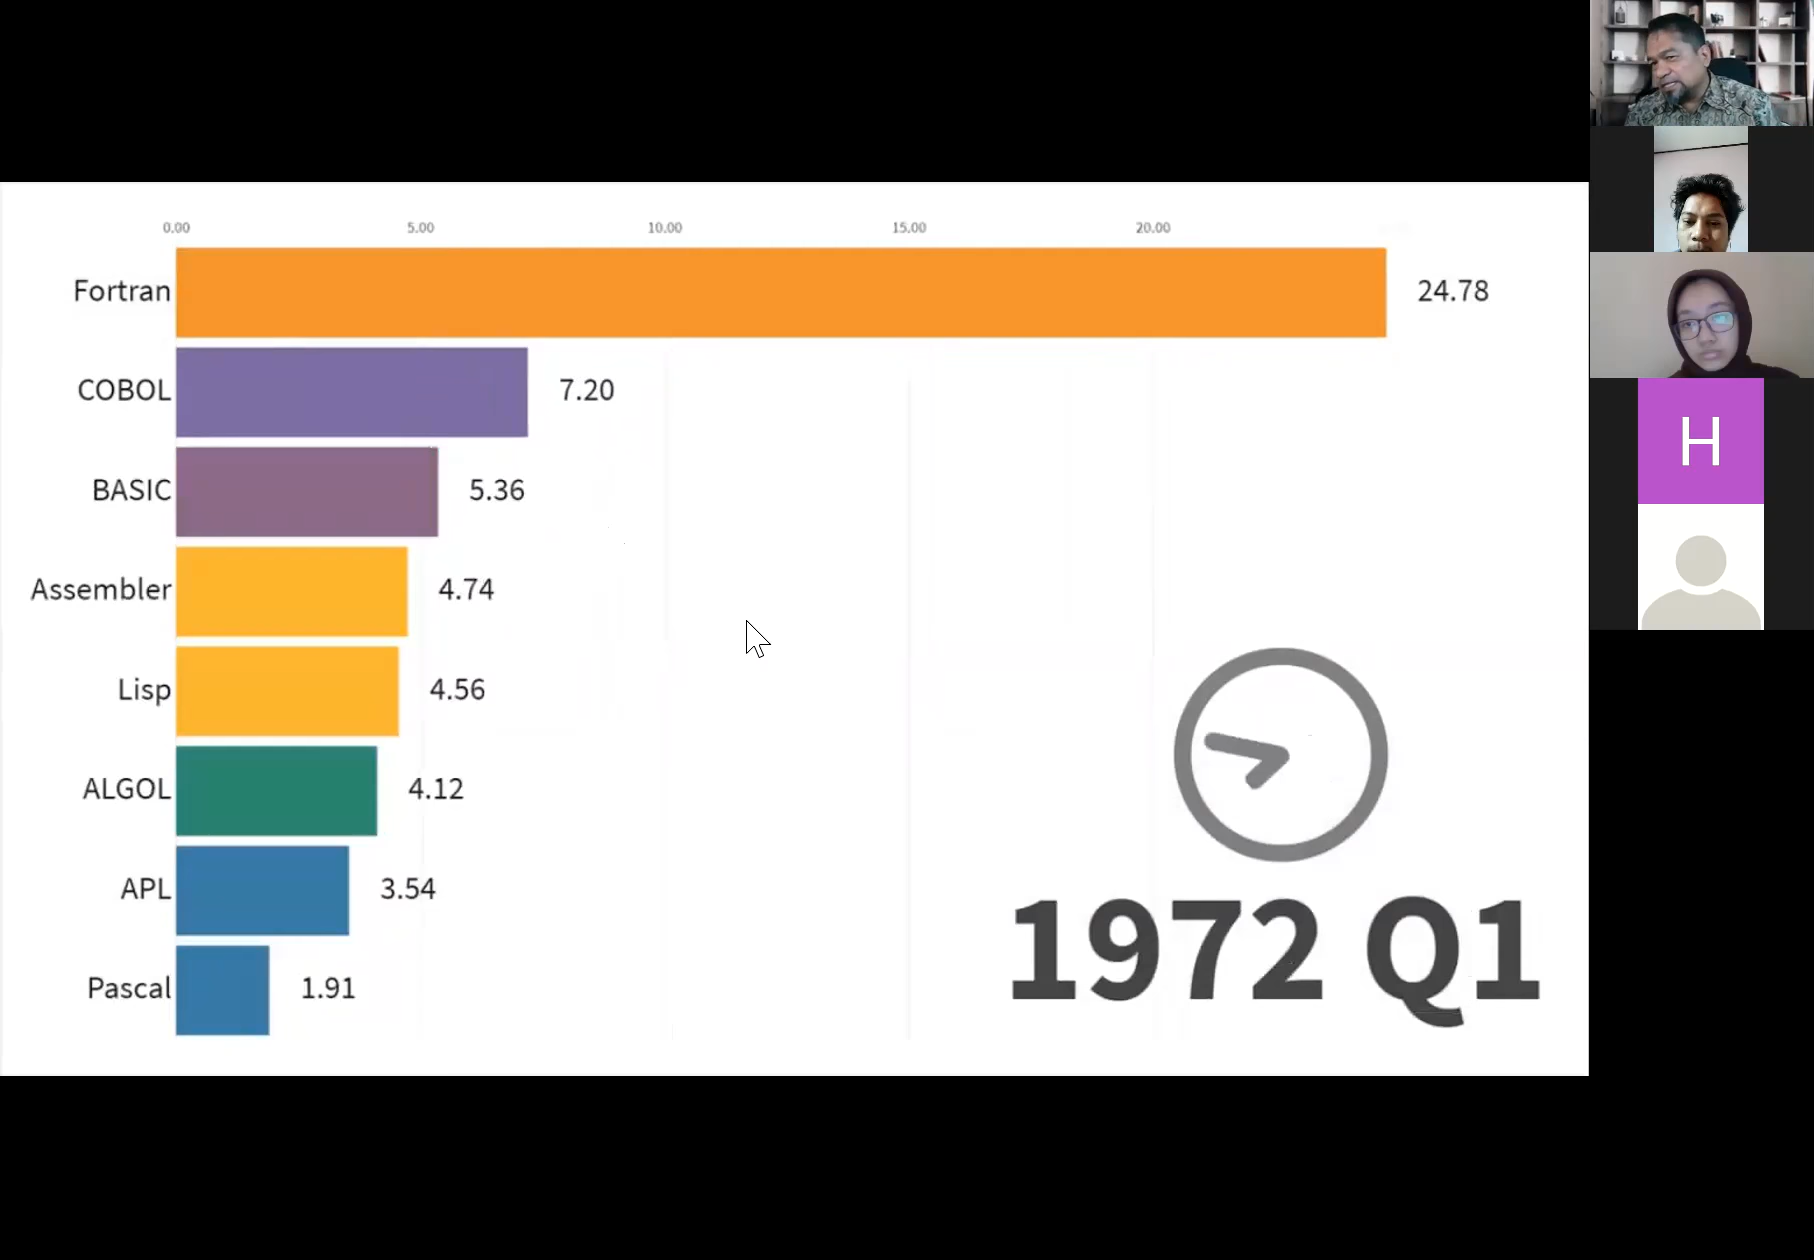 0.00 5.00 10.00 15.00 20.00
Fortran 24.78
COBOL 7.20
BASIC 5.36
Assembler 4.74
Lisp 4.56
ALGOL 4.12
APL 3.54
Pascal 1.91
1972 Q1
H